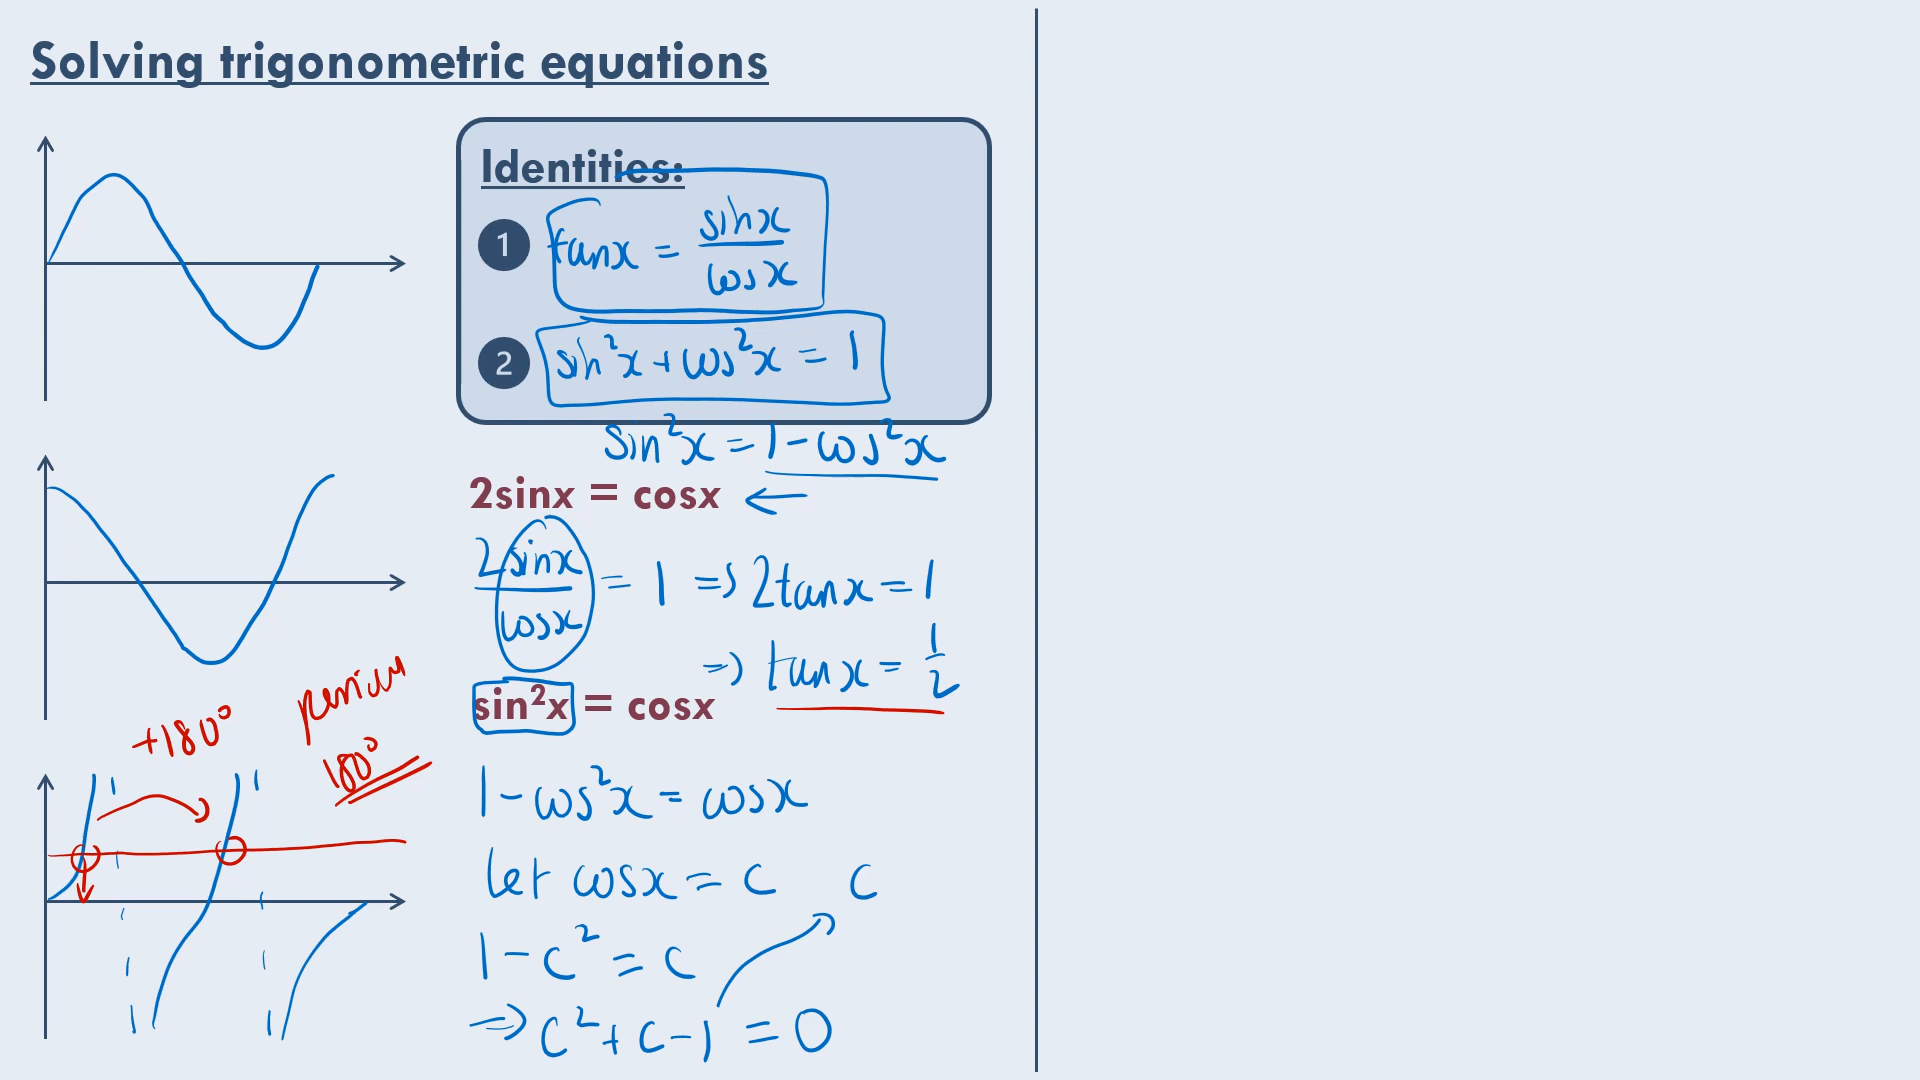 Solving trigonometric equations
Identities:
1 tanx = sinx/cosx
2 sin²x + cos²x = 1
sin²x = 1 - cos²x
2sinx = cosx ←
2sinx/cosx = 1 ⇒ 2tanx = 1
⇒ tanx = 1/2
sin²x = cosx
1 - cos²x = cosx
let cosx = c c
1 - c² = c
⇒ c² + c - 1 = 0
+180°
180°